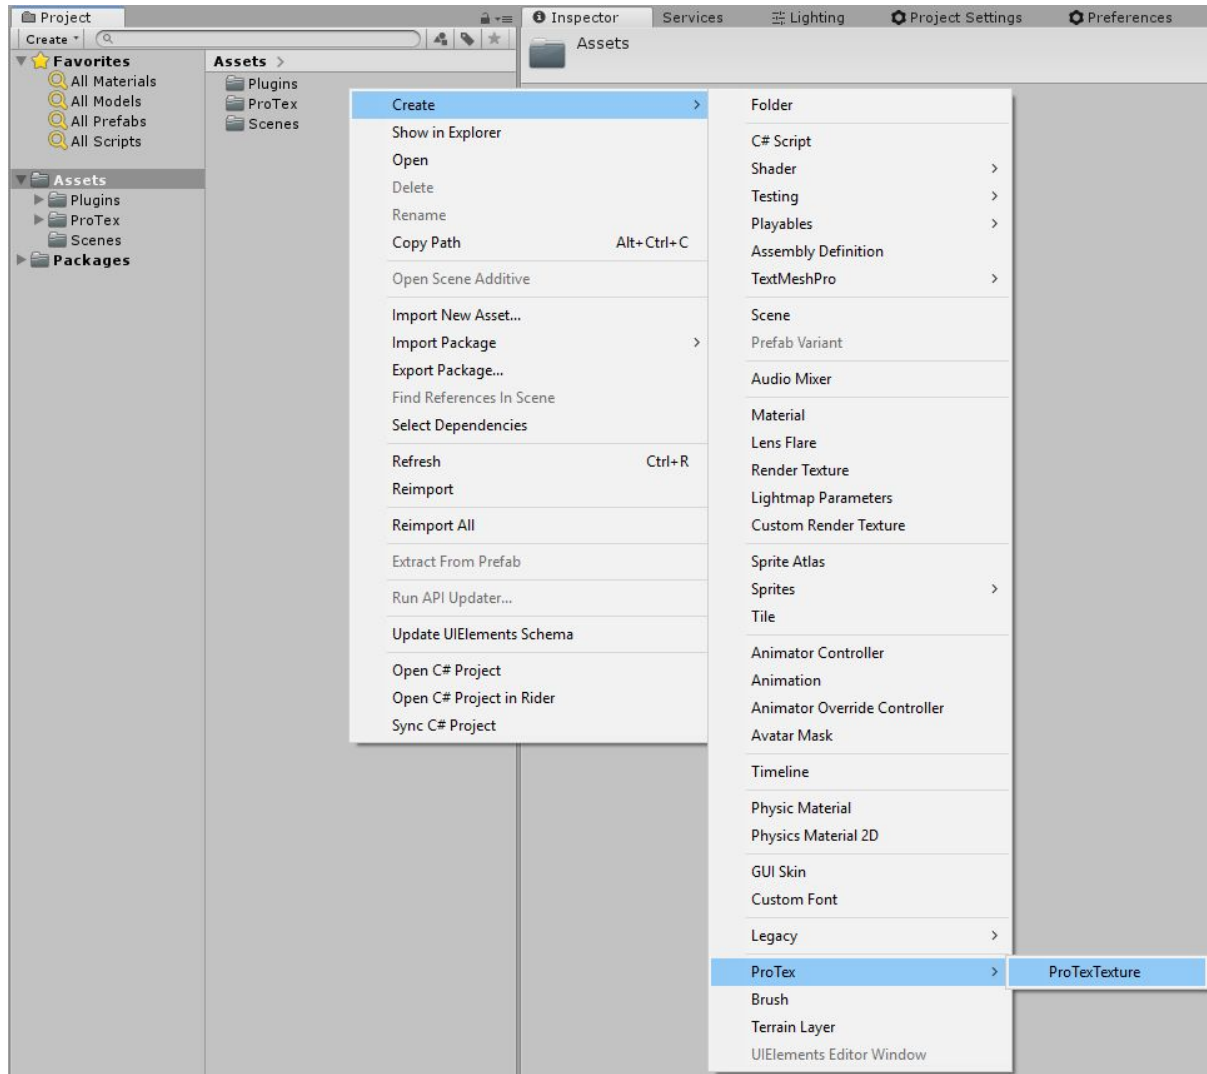 Project
Inspector
Services
Lighting
Project Settings
Preferences
Create
Assets
Favorites
All Materials
All Models
All Prefabs
All Scripts
Assets
Plugins
ProTex
Scenes
Packages
Assets >
Plugins
ProTex
Scenes
Create >
Show in Explorer
Open
Delete
Rename
Copy Path Alt+Ctrl+C
Open Scene Additive
Import New Asset...
Import Package >
Export Package...
Find References In Scene
Select Dependencies
Refresh Ctrl+R
Reimport
Reimport All
Extract From Prefab
Run API Updater...
Update UIElements Schema
Open C# Project
Open C# Project in Rider
Sync C# Project
Folder
C# Script
Shader >
Testing >
Playables >
Assembly Definition
TextMeshPro >
Scene
Prefab Variant
Audio Mixer
Material
Lens Flare
Render Texture
Lightmap Parameters
Custom Render Texture
Sprite Atlas
Sprites >
Tile
Animator Controller
Animation
Animator Override Controller
Avatar Mask
Timeline
Physic Material
Physics Material 2D
GUI Skin
Custom Font
Legacy >
ProTex >
Brush
Terrain Layer
UIElements Editor Window
ProTexTexture